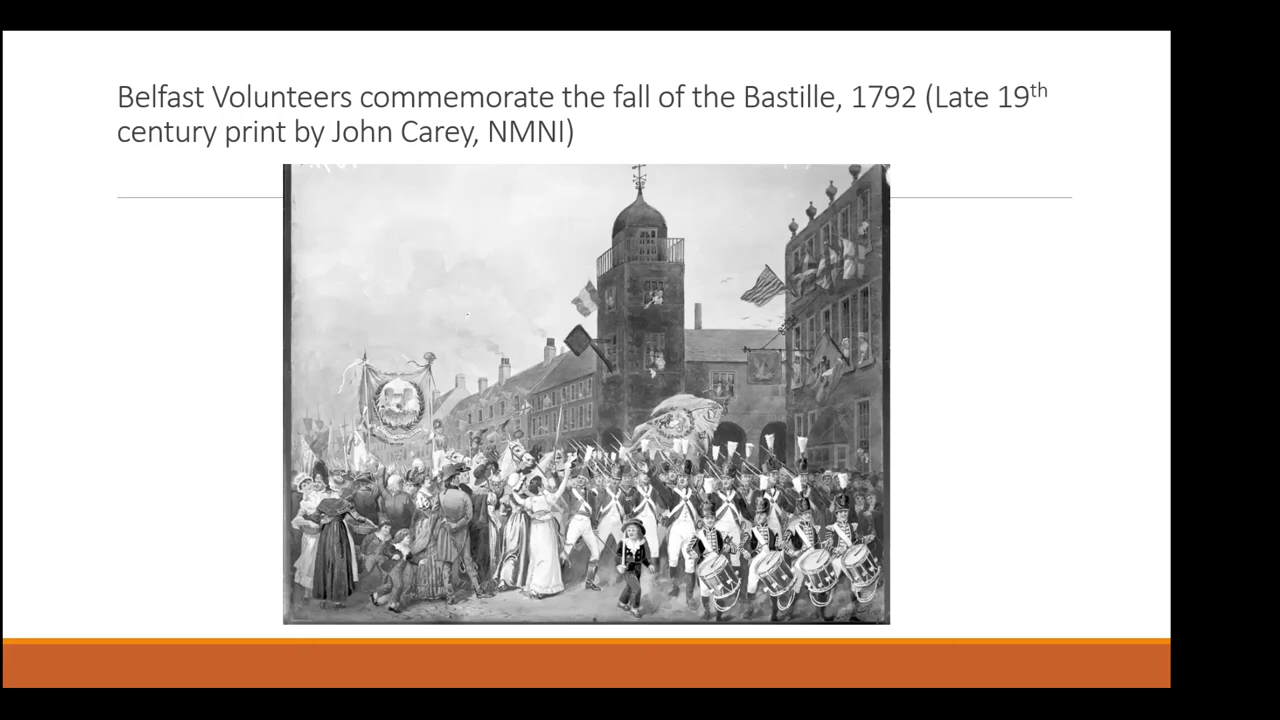 Belfast Volunteers commemorate the fall of the Bastille, 1792 (Late 19th
century print by John Carey, NMNI)